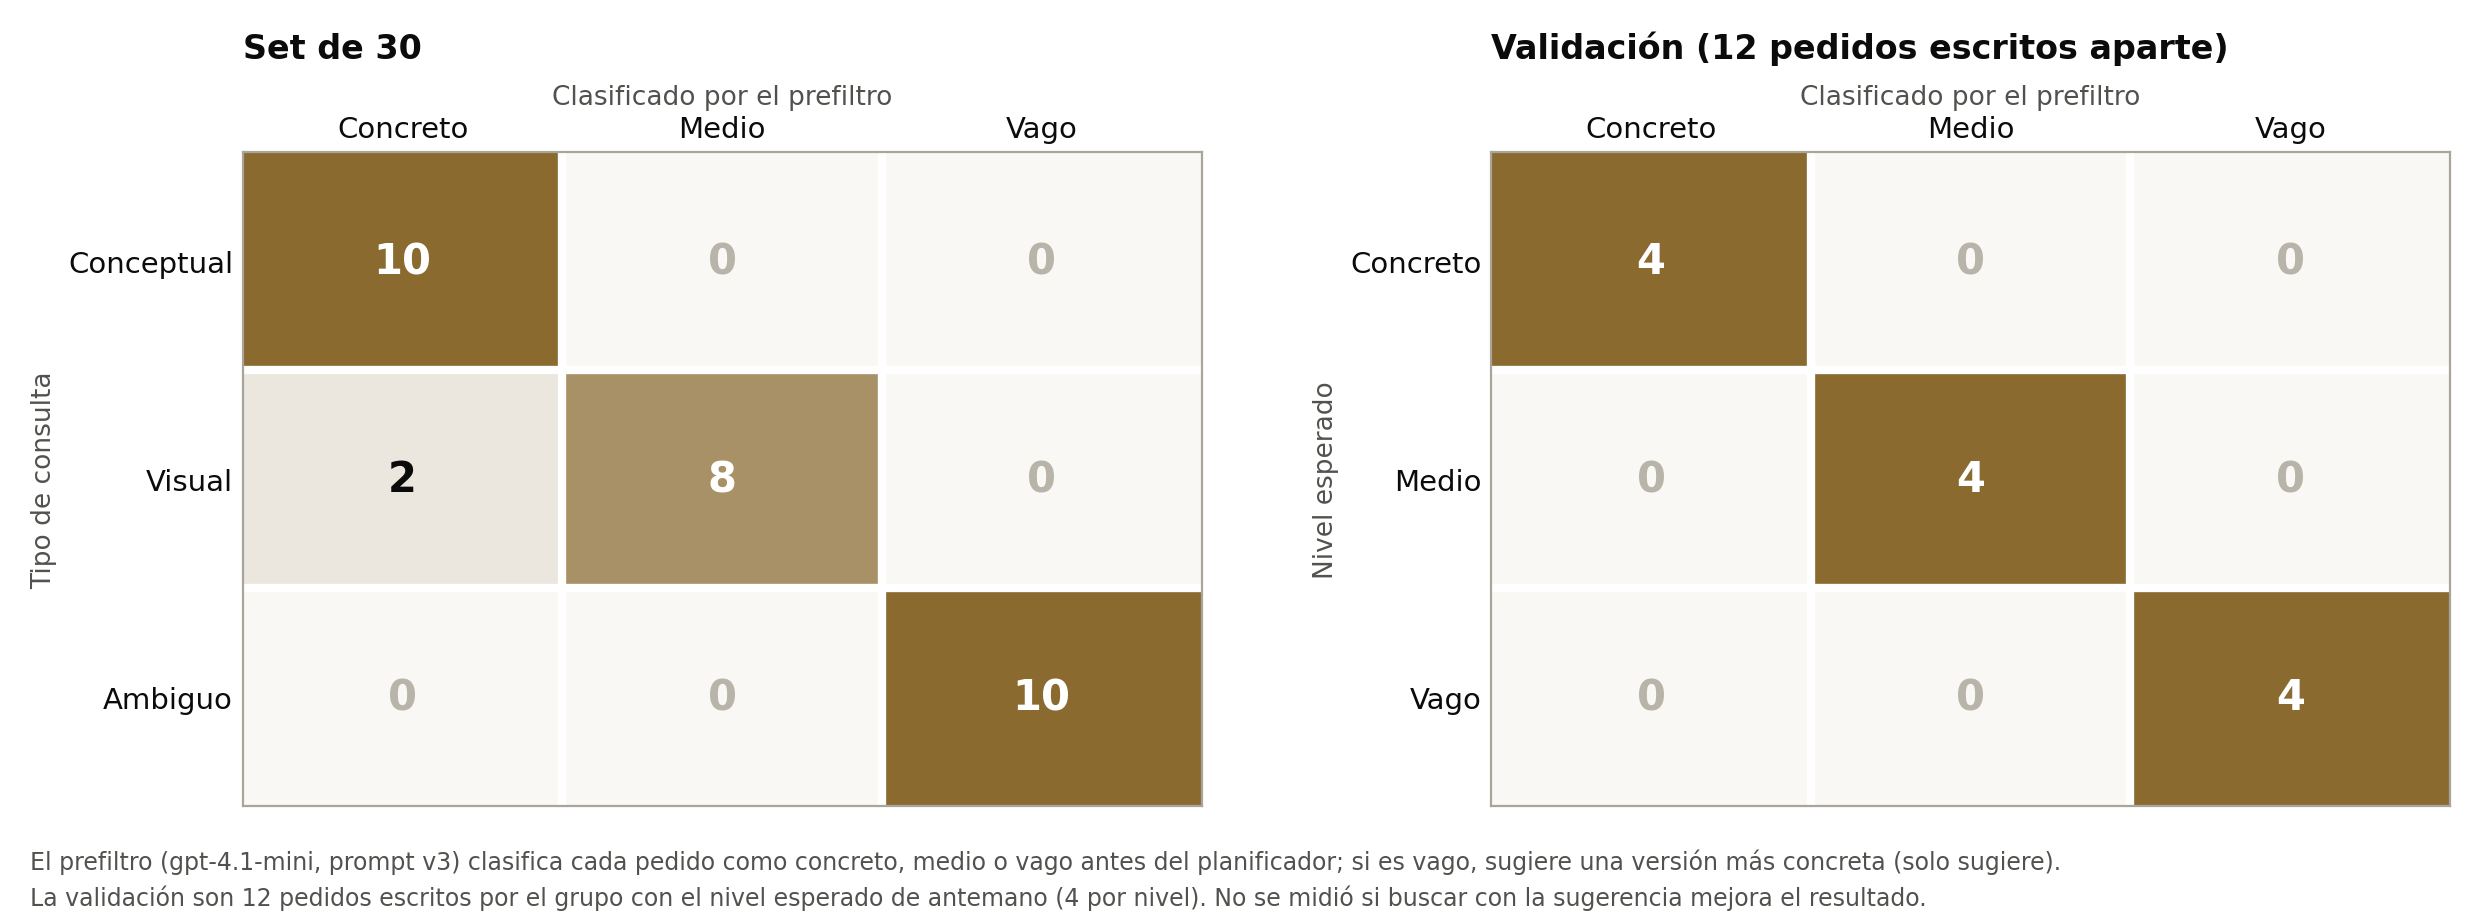 Set de 30
Clasificado por el prefiltro
Concreto Medio Vago
Tipo de consulta
Conceptual 10 0 0
Visual 2 8 0
Ambiguo 0 0 10
Validación (12 pedidos escritos aparte)
Clasificado por el prefiltro
Concreto Medio Vago
Nivel esperado
Concreto 4 0 0
Medio 0 4 0
Vago 0 0 4
El prefiltro (gpt-4.1-mini, prompt v3) clasifica cada pedido como concreto, medio o vago antes del planificador; si es vago, sugiere una versión más concreta (solo sugiere).
La validación son 12 pedidos escritos por el grupo con el nivel esperado de antemano (4 por nivel). No se midió si buscar con la sugerencia mejora el resultado.